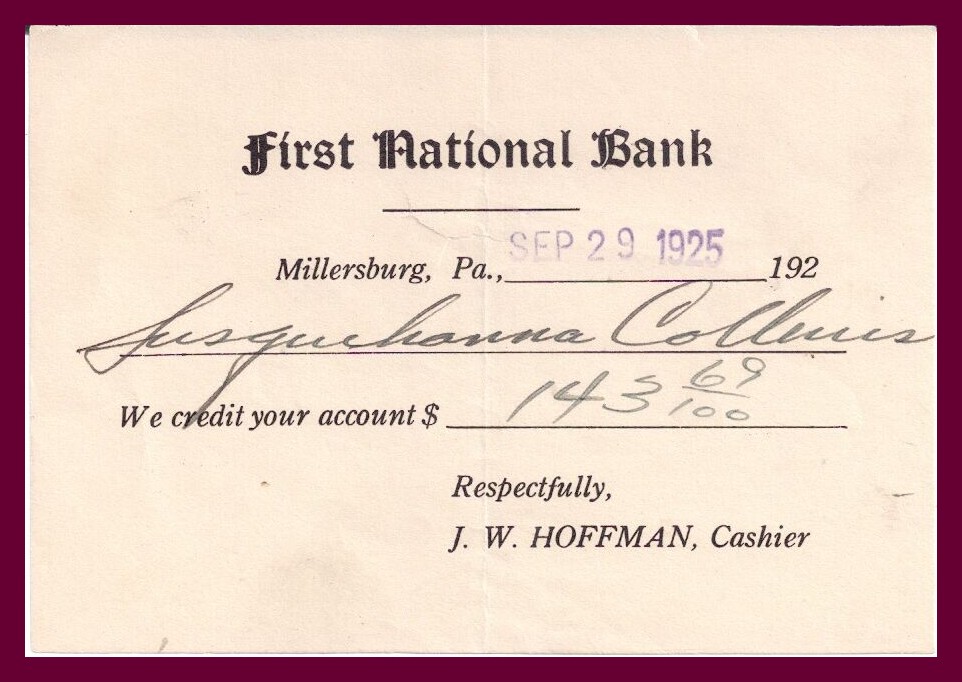 First National Bank
SEP 29 1925
Millersburg, Pa., 192
Susquehanna Collieries
We credit your account $ 143 69/100
Respectfully,
J. W. HOFFMAN, Cashier